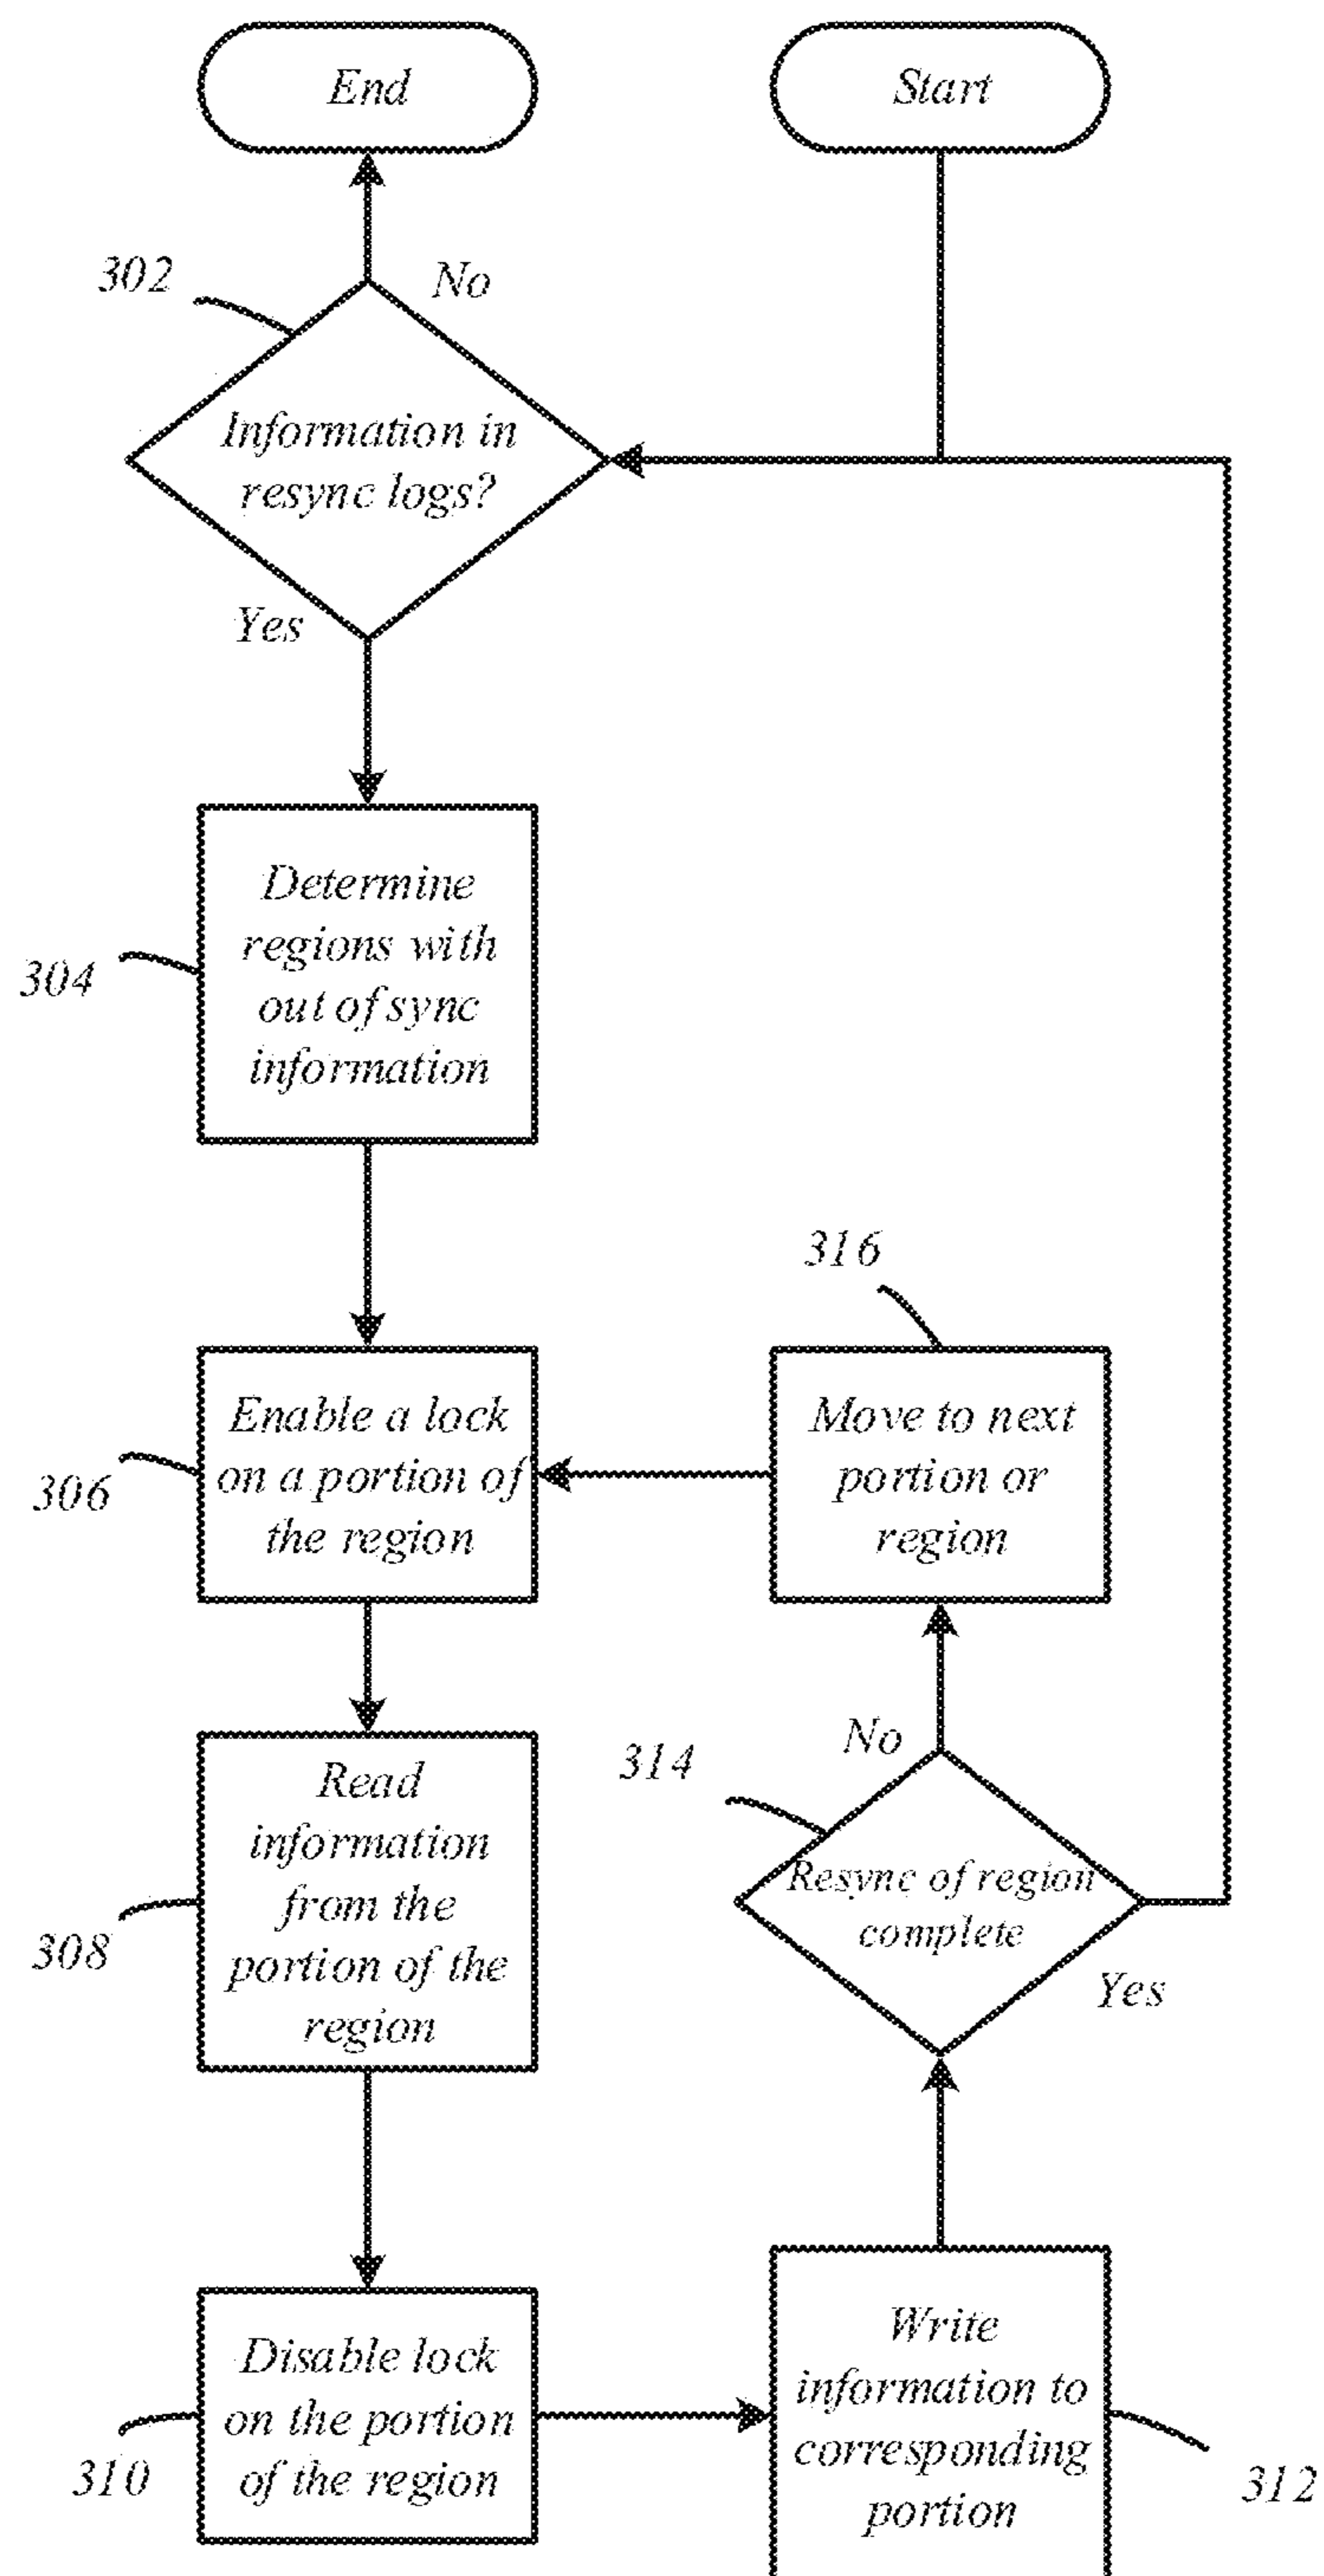 End
Start
302
No
Information in
resync logs?
Yes
Determine
regions with
out of sync
information
304
316
Enable a lock
on a portion of
the region
306
Move to next
portion or
region
Read
information
from the
portion of the
region
308
No
314
Resync of region
complete
Yes
Disable lock
on the portion
of the region
310
Write
information to
corresponding
portion
312